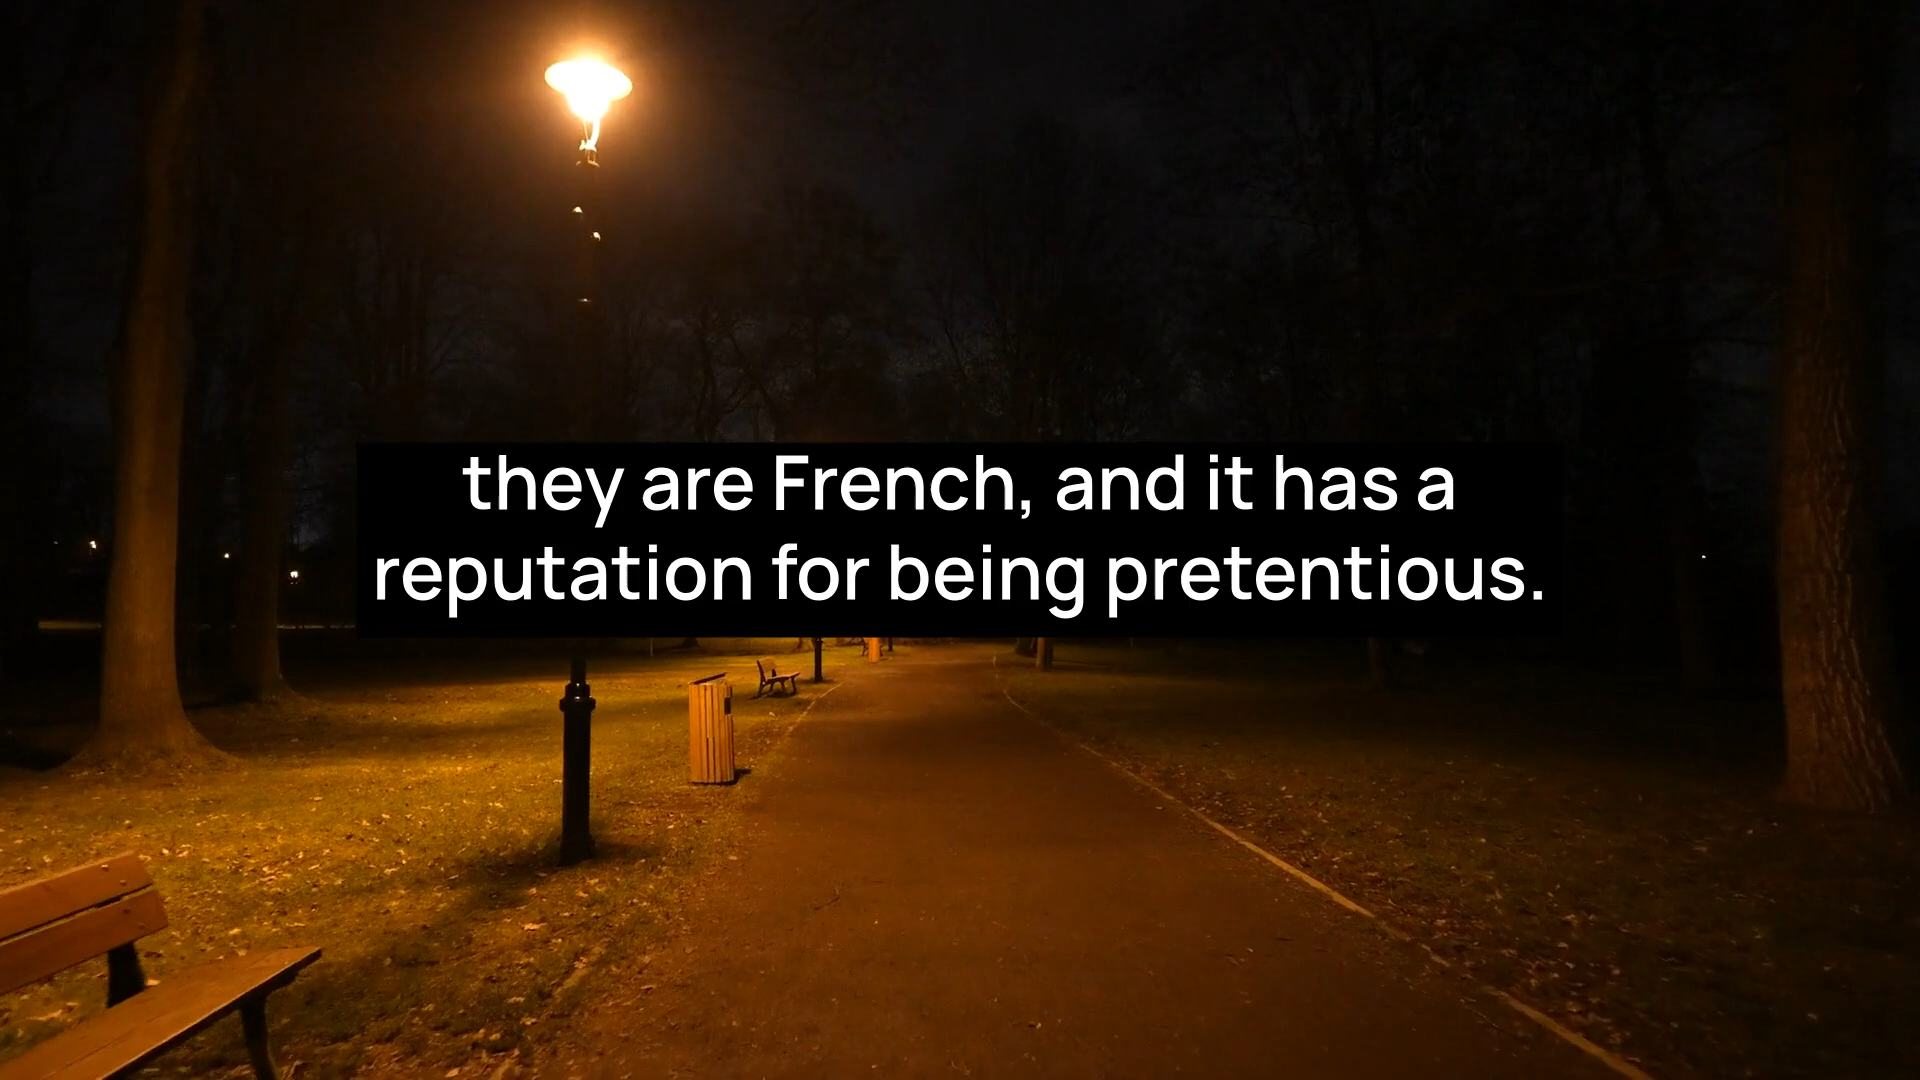 they are French, and it has a
reputation for being pretentious.